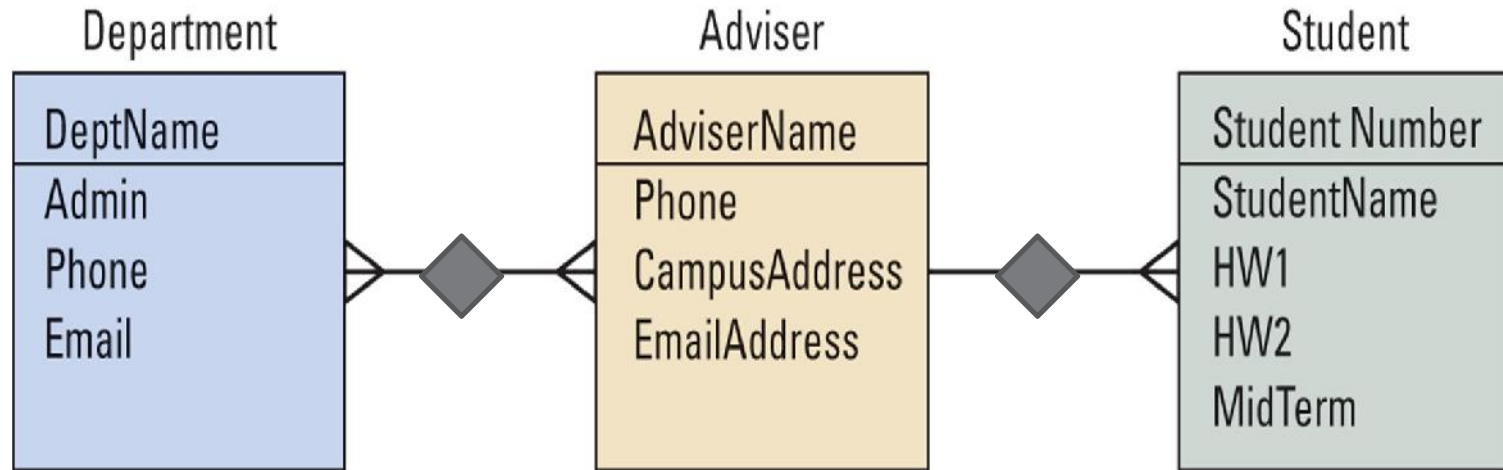 Department
DeptName
Admin
Phone
Email
Adviser
AdviserName
Phone
CampusAddress
EmailAddress
Student
Student Number
StudentName
HW1
HW2
MidTerm